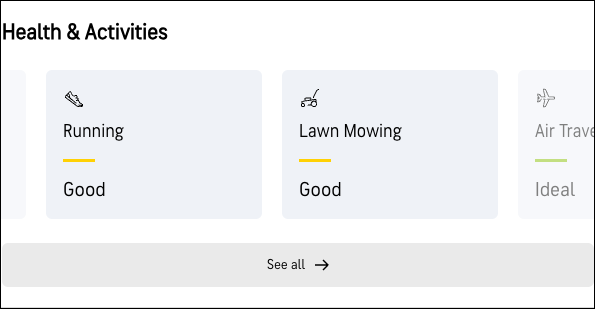 Health & Activities
Running
Good
Lawn Mowing
Good
Air Trave
Ideal
See all